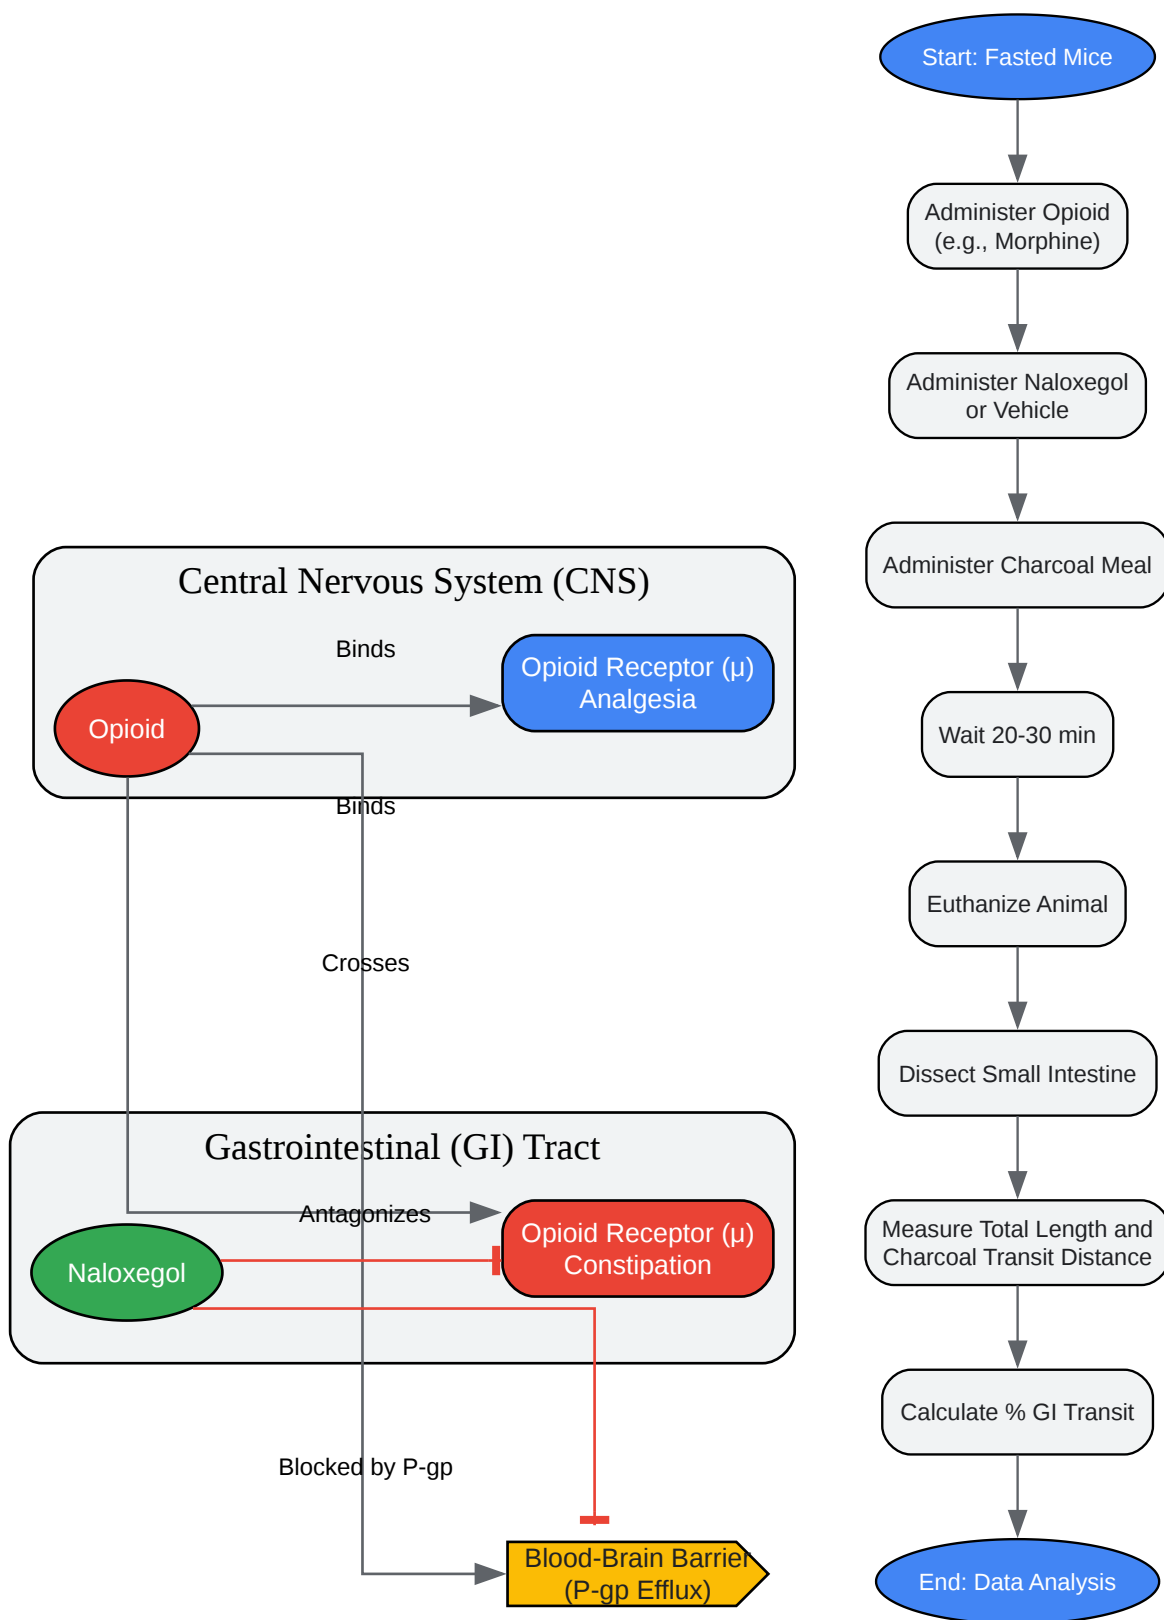 Central Nervous System (CNS)
Binds
Opioid Receptor (μ)
Analgesia
Opioid
Binds
Crosses
Gastrointestinal (GI) Tract
Antagonizes
Opioid Receptor (μ)
Constipation
Naloxegol
Blocked by P-gp
Blood-Brain Barrier
(P-gp Efflux)
Start: Fasted Mice
Administer Opioid
(e.g., Morphine)
Administer Naloxegol
or Vehicle
Administer Charcoal Meal
Wait 20-30 min
Euthanize Animal
Dissect Small Intestine
Measure Total Length and
Charcoal Transit Distance
Calculate % GI Transit
End: Data Analysis